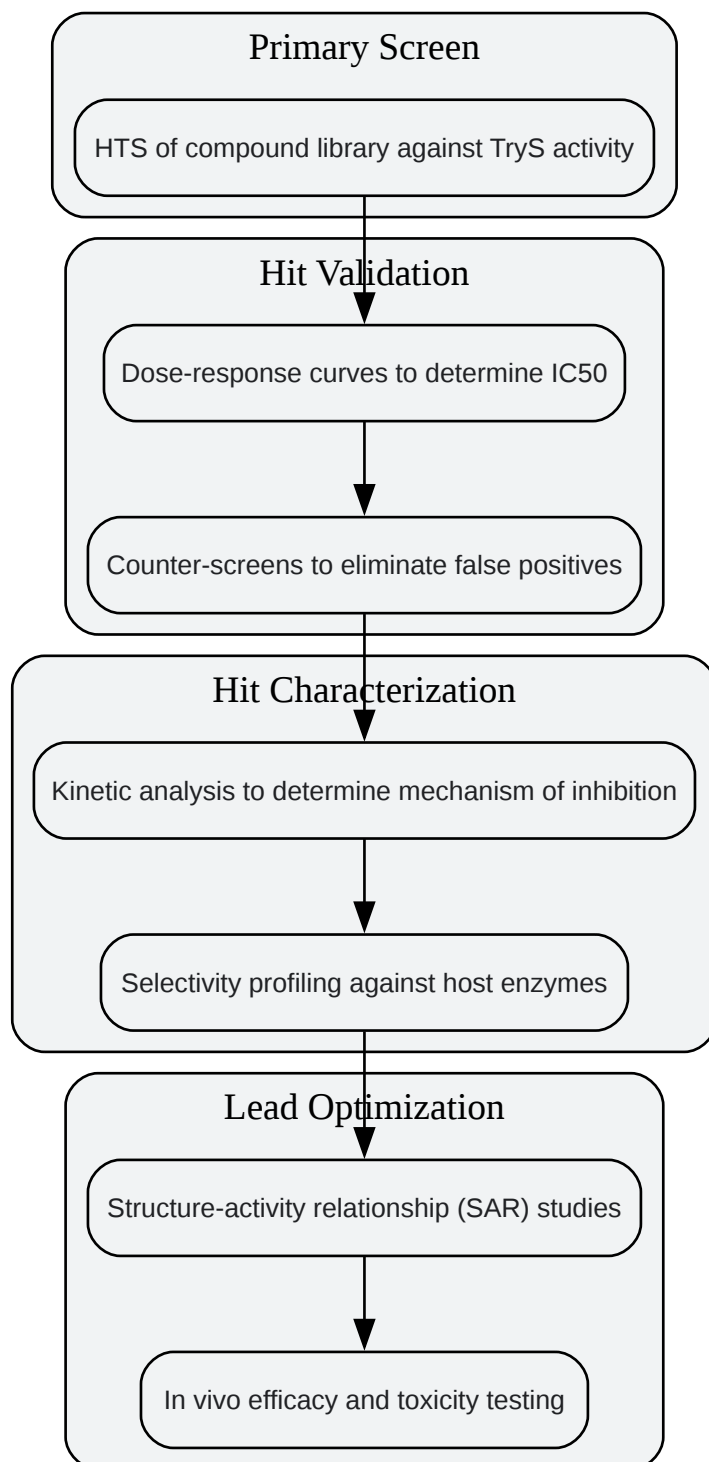 Primary Screen
HTS of compound library against TryS activity
Hit Validation
Dose-response curves to determine IC50
Counter-screens to eliminate false positives
Hit Characterization
Kinetic analysis to determine mechanism of inhibition
Selectivity profiling against host enzymes
Lead Optimization
Structure-activity relationship (SAR) studies
In vivo efficacy and toxicity testing